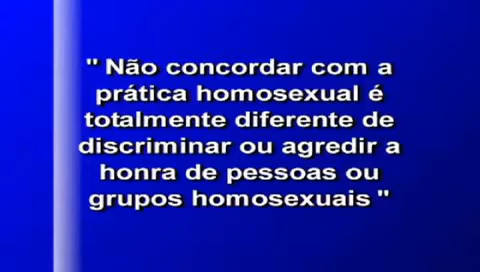 " Não concordar com a
prática homosexual é
totalmente diferente de
discriminar ou agredir a
honra de pessoas ou
grupos homosexuais "